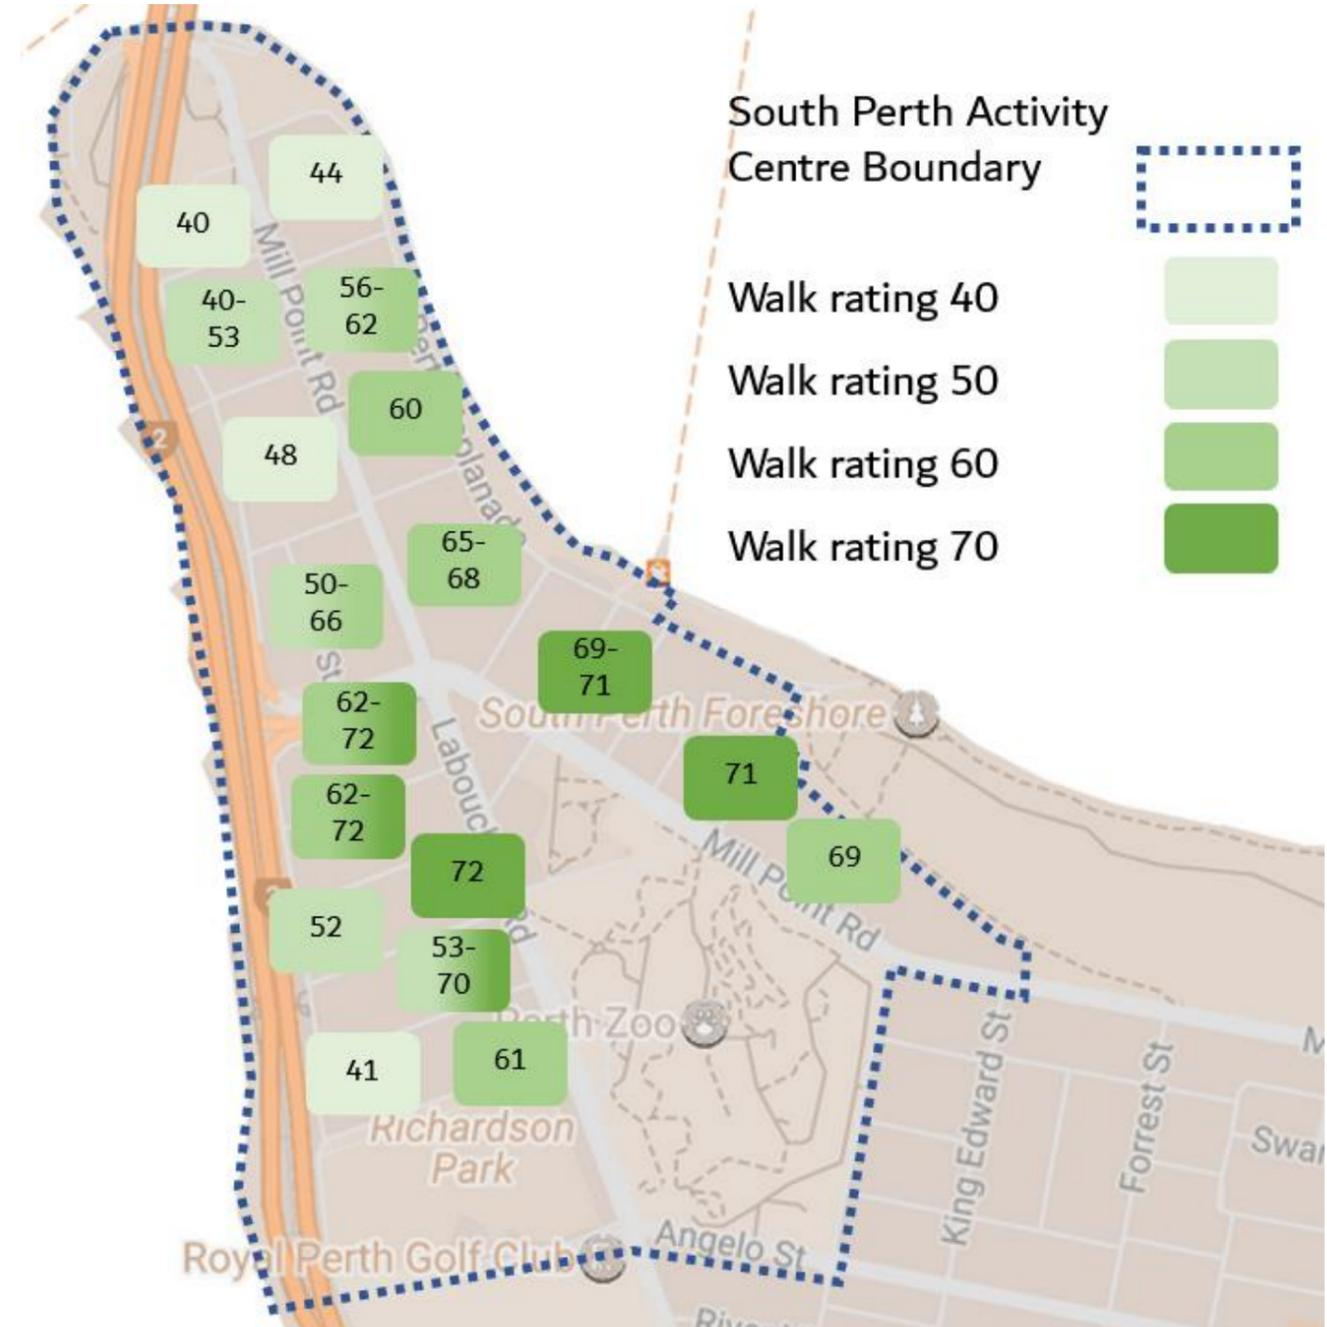 South Perth Activity
Centre Boundary
Walk rating 40
Walk rating 50
Walk rating 60
Walk rating 70
44
40
40-
53
56-
62
Mill Point Rd
60
48
2
65-
68
50-
66
St
69-
71
South Perth Foreshore
62-
72
71
62-
72
69
Mill Point Rd
72
52
53-
70
Perth Zoo
41
61
Richardson
Park
King Edward St
Forrest St
Angelo St
Royal Perth Golf Club